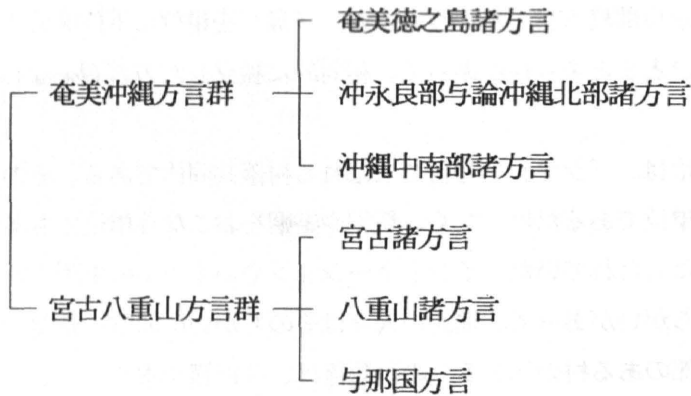 奄美徳之島諸方言
奄美沖縄方言群
沖永良部与論沖縄北部諸方言
沖縄中南部諸方言
宮古諸方言
宮古八重山方言群
八重山諸方言
与那国方言